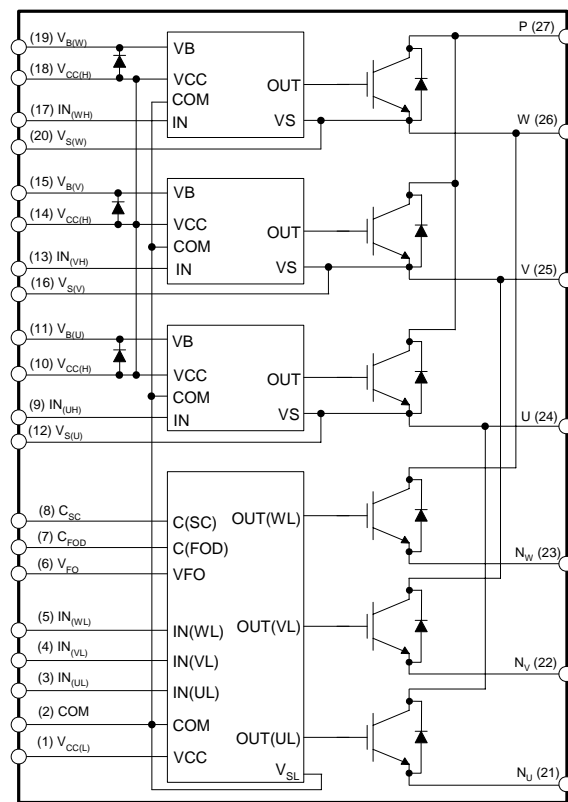 (19) V_B(W)
(18) V_CC(H)
(17) IN_(WH)
(20) V_S(W)
VB
VCC
COM
IN
OUT
VS
P (27)
W (26)
(15) V_B(V)
(14) V_CC(H)
(13) IN_(VH)
(16) V_S(V)
VB
VCC
COM
IN
OUT
VS
V (25)
(11) V_B(U)
(10) V_CC(H)
(9) IN_(UH)
(12) V_S(U)
VB
VCC
COM
IN
OUT
VS
U (24)
(8) C_SC
(7) C_FOD
(6) V_FO
(5) IN_(WL)
(4) IN_(VL)
(3) IN_(UL)
(2) COM
(1) V_CC(L)
C(SC)
C(FOD)
VFO
IN(WL)
IN(VL)
IN(UL)
COM
VCC
OUT(WL)
OUT(VL)
OUT(UL)
V_SL
N_W (23)
N_V (22)
N_U (21)